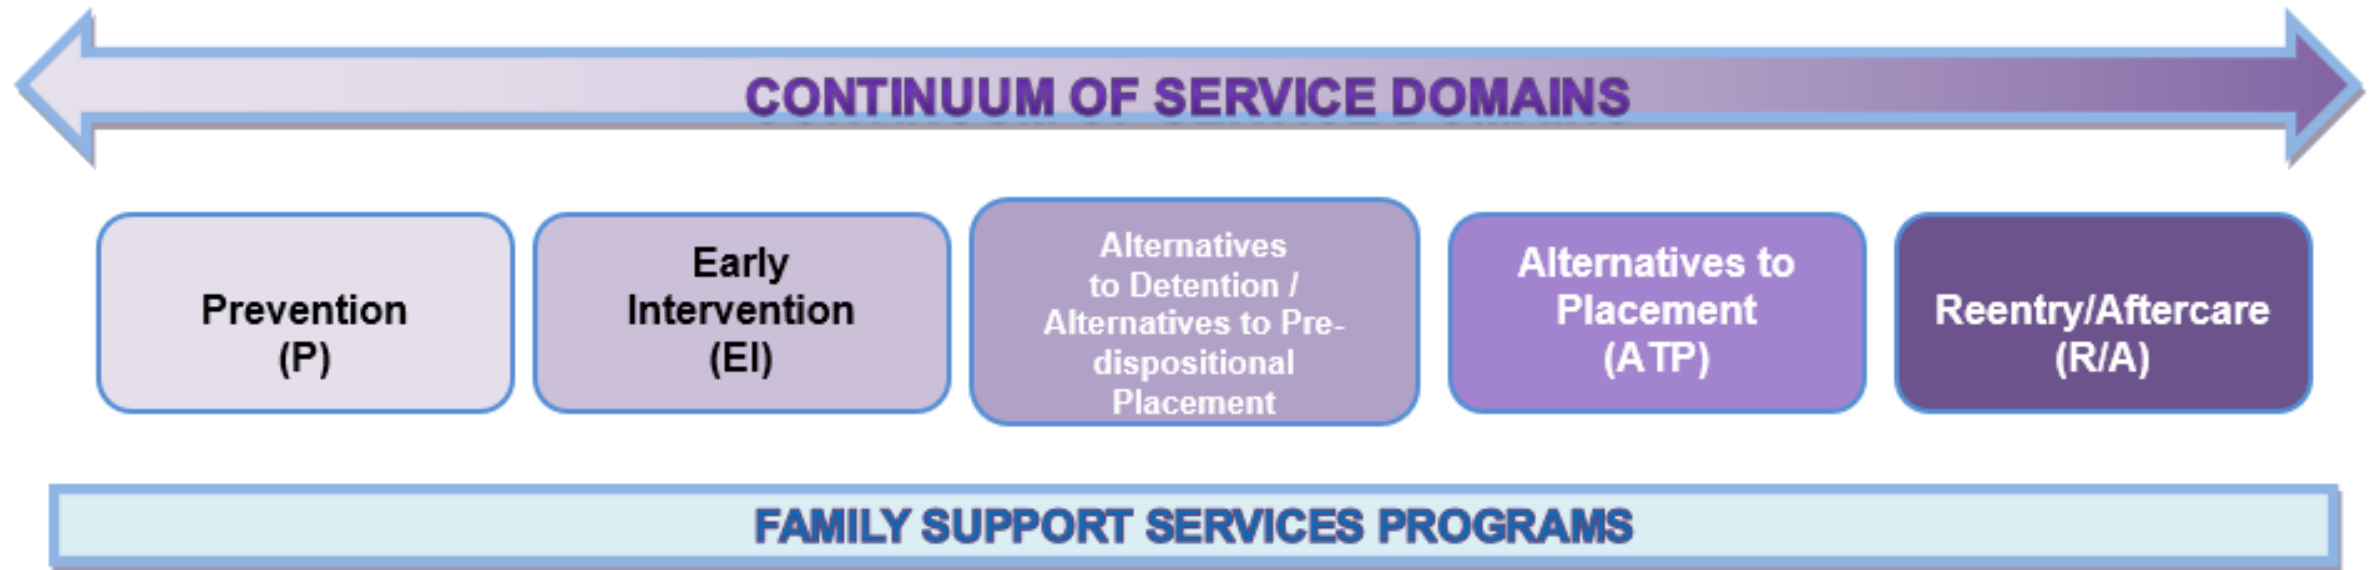 CONTINUUM OF SERVICE DOMAINS
Prevention
(P)
Early
Intervention
(EI)
Alternatives
to Detention /
Alternatives to Pre-
dispositional
Placement
Alternatives to
Placement
(ATP)
Reentry/Aftercare
(R/A)
FAMILY SUPPORT SERVICES PROGRAMS